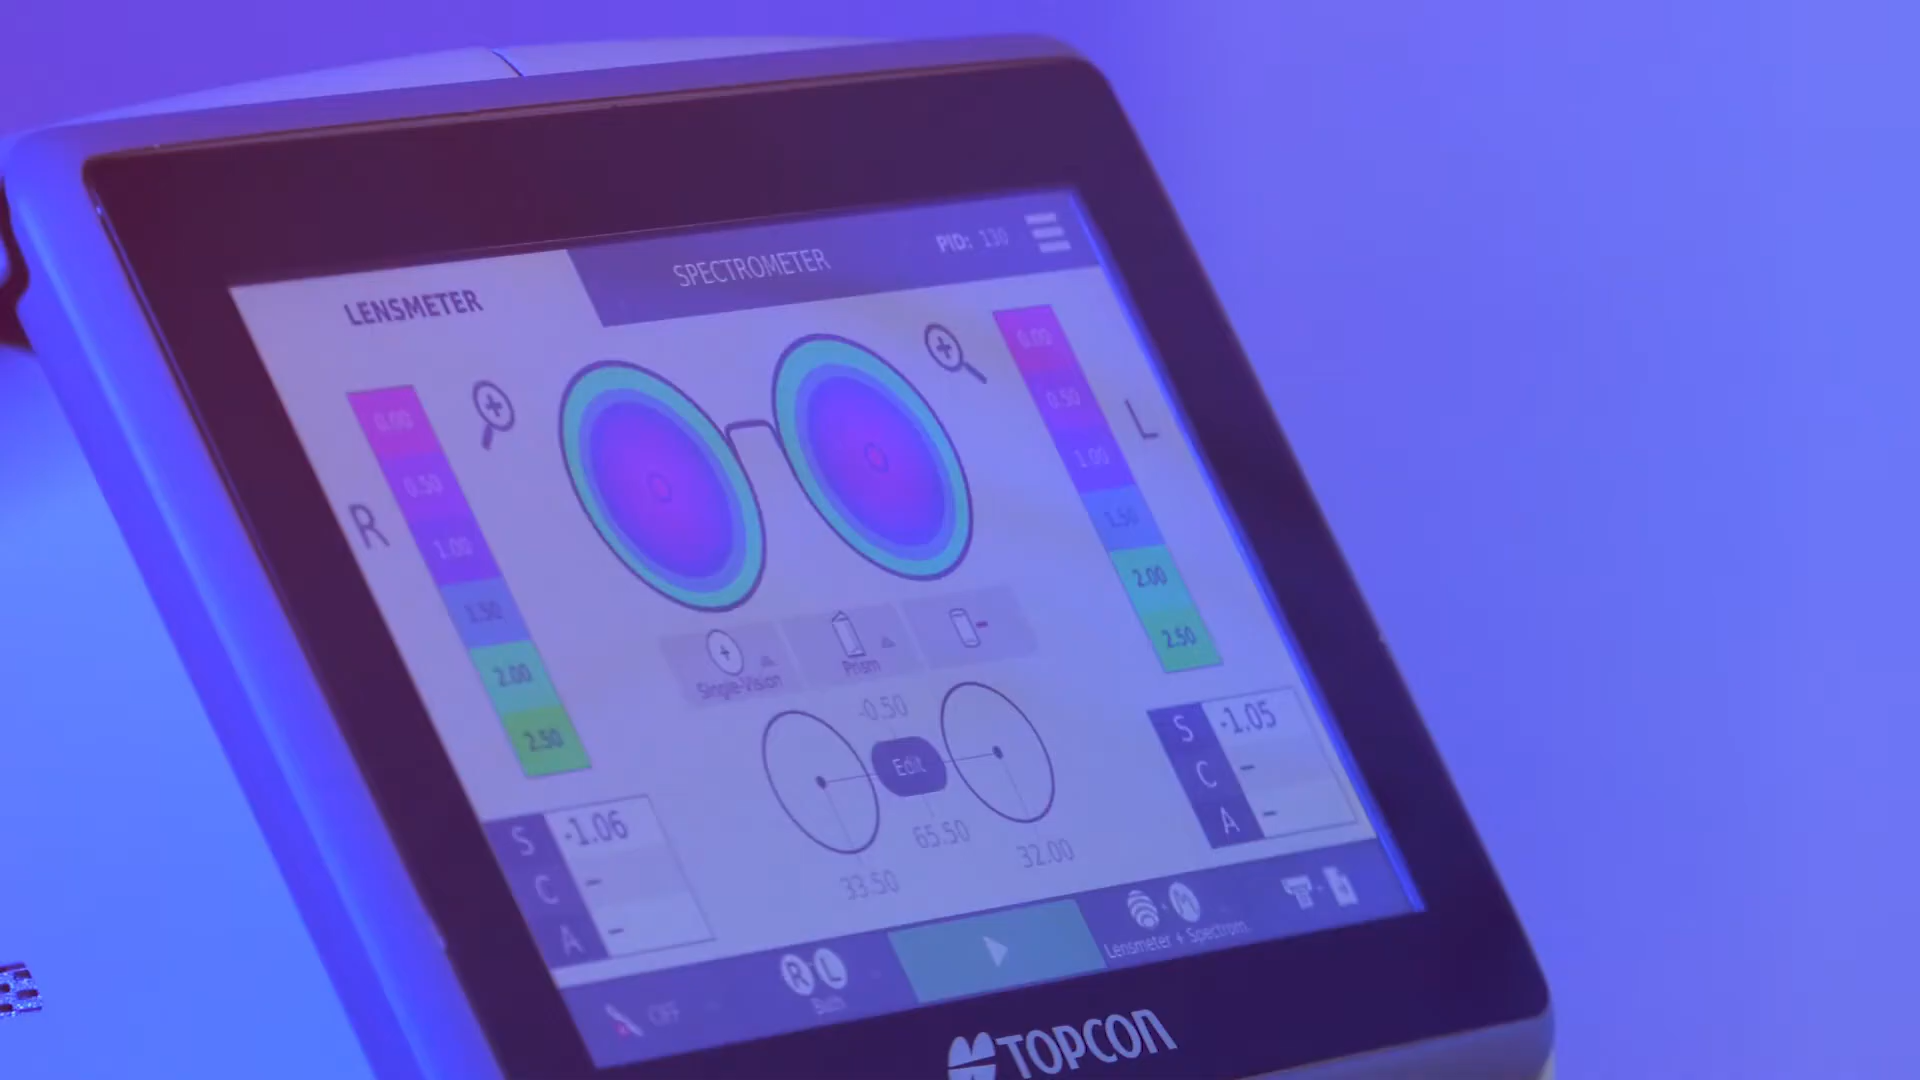 LENSMETER
SPECTROMETER
PID: 130
R
0.00
0.50
1.00
1.50
2.00
2.50
L
0.00
0.50
1.00
1.50
2.00
2.50
Single-Vision
Prism
-0.50
Edit
65.50
33.50
32.00
S -1.06
C -
A -
S -1.05
C -
A -
OFF
R L
Both
Lensmeter + Spectrom.
TOPCON